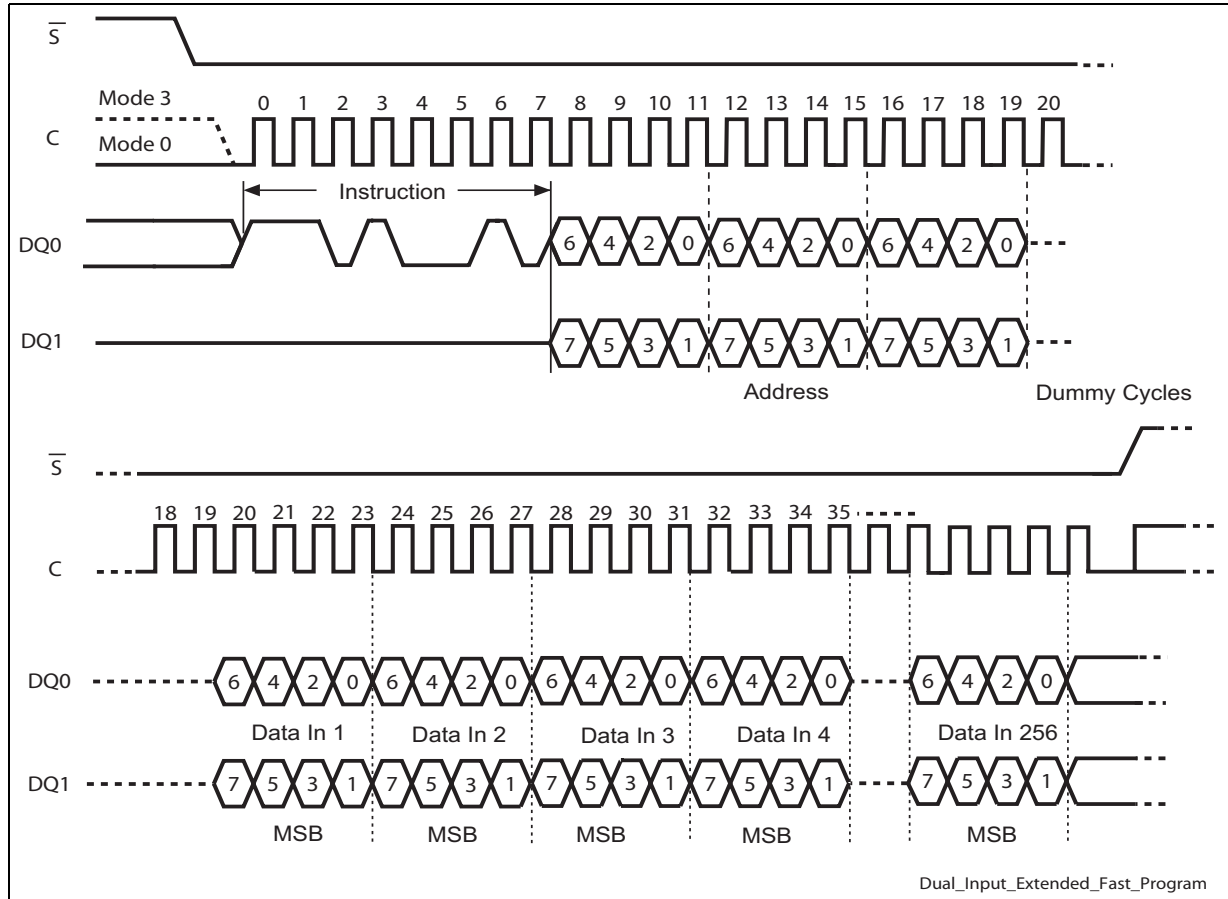 S
Mode 3
Mode 0
C
0 1 2 3 4 5 6 7 8 9 10 11 12 13 14 15 16 17 18 19 20
Instruction
DQ0
6 4 2 0 6 4 2 0 6 4 2 0
DQ1
7 5 3 1 7 5 3 1 7 5 3 1
Address
Dummy Cycles
S
18 19 20 21 22 23 24 25 26 27 28 29 30 31 32 33 34 35
C
DQ0
6 4 2 0 6 4 2 0 6 4 2 0 6 4 2 0 6 4 2 0
Data In 1 Data In 2 Data In 3 Data In 4 Data In 256
DQ1
7 5 3 1 7 5 3 1 7 5 3 1 7 5 3 1 7 5 3 1
MSB MSB MSB MSB MSB
Dual_Input_Extended_Fast_Program